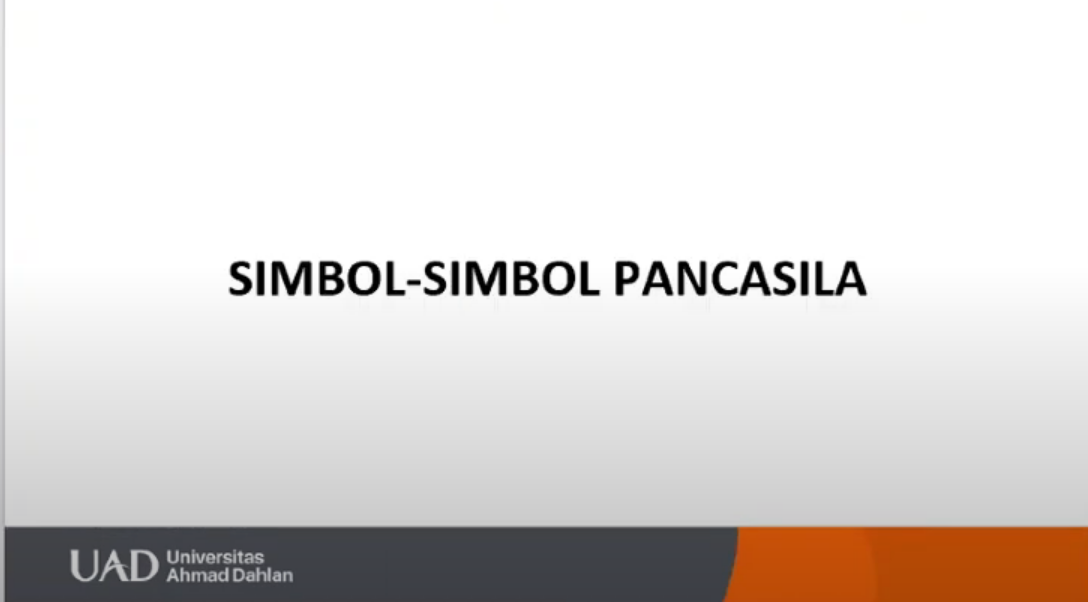 SIMBOL-SIMBOL PANCASILA
UAD Universitas
Ahmad Dahlan